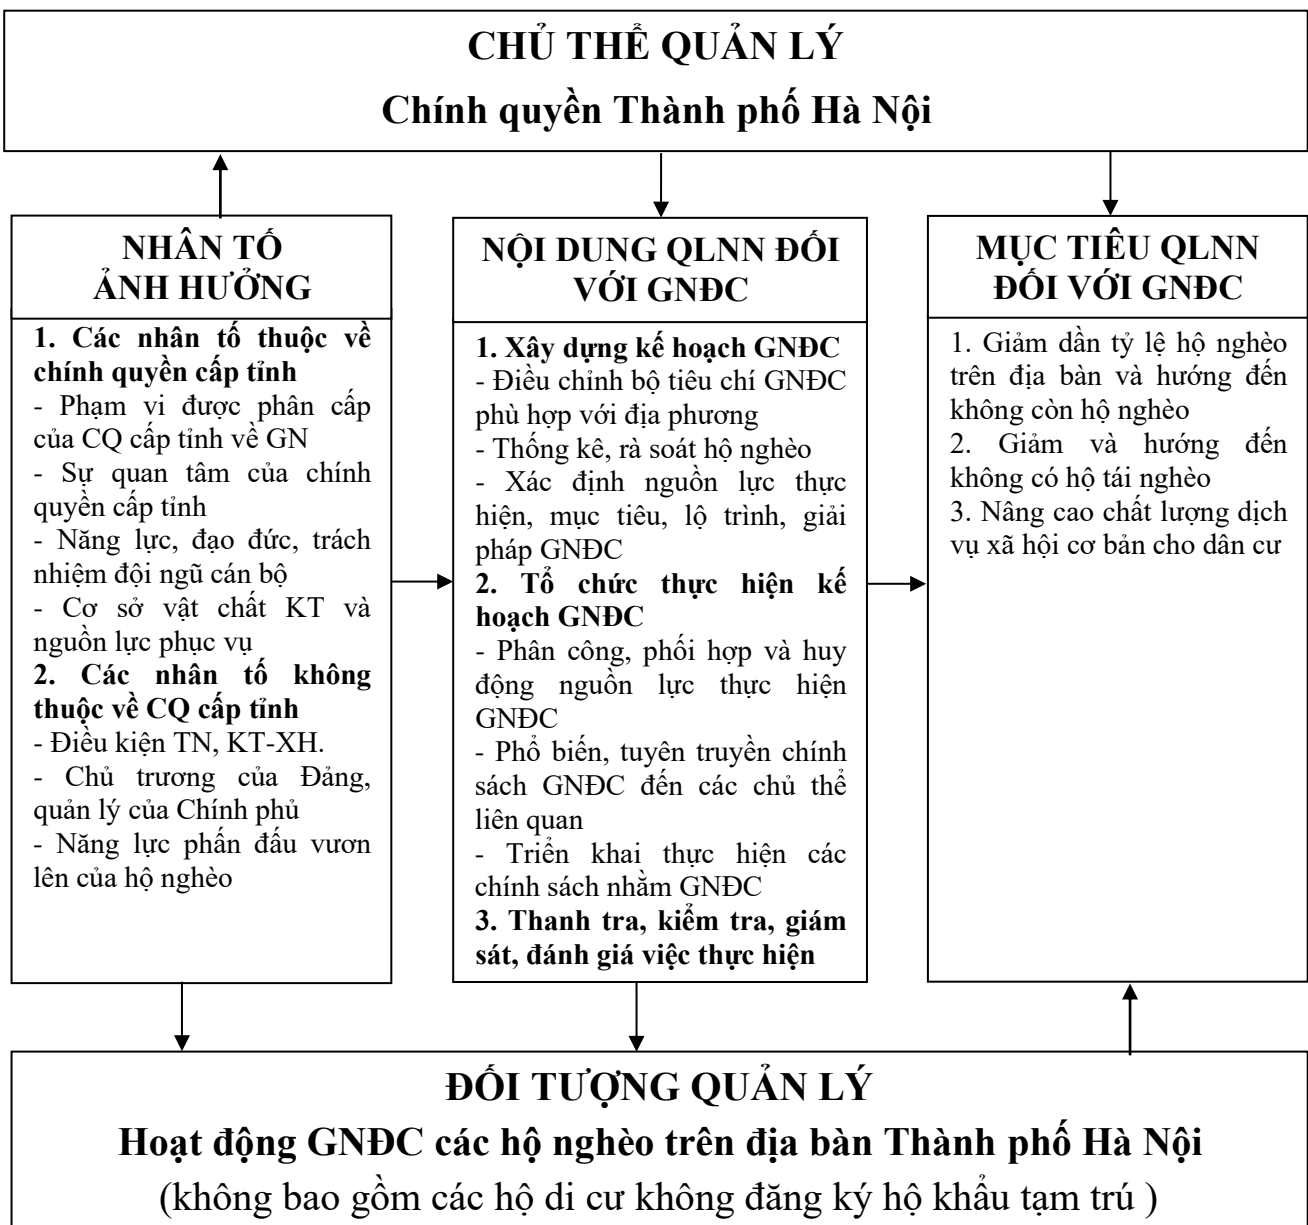 CHỦ THỂ QUẢN LÝ
Chính quyền Thành phố Hà Nội
NHÂN TỐ
ẢNH HƯỞNG
1. Các nhân tố thuộc về
chính quyền cấp tỉnh
- Phạm vi được phân cấp
của CQ cấp tỉnh về GN
- Sự quan tâm của chính
quyền cấp tỉnh
- Năng lực, đạo đức, trách
nhiệm đội ngũ cán bộ
- Cơ sở vật chất KT và
nguồn lực phục vụ
2. Các nhân tố không
thuộc về CQ cấp tỉnh
- Điều kiện TN, KT-XH.
- Chủ trương của Đảng,
quản lý của Chính phủ
- Năng lực phấn đấu vươn
lên của hộ nghèo
NỘI DUNG QLNN ĐỐI
VỚI GNĐC
1. Xây dựng kế hoạch GNĐC
- Điều chỉnh bộ tiêu chí GNĐC
phù hợp với địa phương
- Thống kê, rà soát hộ nghèo
- Xác định nguồn lực thực
hiện, mục tiêu, lộ trình, giải
pháp GNĐC
2. Tổ chức thực hiện kế
hoạch GNĐC
- Phân công, phối hợp và huy
động nguồn lực thực hiện
GNĐC
- Phổ biến, tuyên truyền chính
sách GNĐC đến các chủ thể
liên quan
- Triển khai thực hiện các
chính sách nhằm GNĐC
3. Thanh tra, kiểm tra, giám
sát, đánh giá việc thực hiện
MỤC TIÊU QLNN
ĐỐI VỚI GNĐC
1. Giảm dần tỷ lệ hộ nghèo
trên địa bàn và hướng đến
không còn hộ nghèo
2. Giảm và hướng đến
không có hộ tái nghèo
3. Nâng cao chất lượng dịch
vụ xã hội cơ bản cho dân cư
ĐỐI TƯỢNG QUẢN LÝ
Hoạt động GNĐC các hộ nghèo trên địa bàn Thành phố Hà Nội
(không bao gồm các hộ di cư không đăng ký hộ khẩu tạm trú )